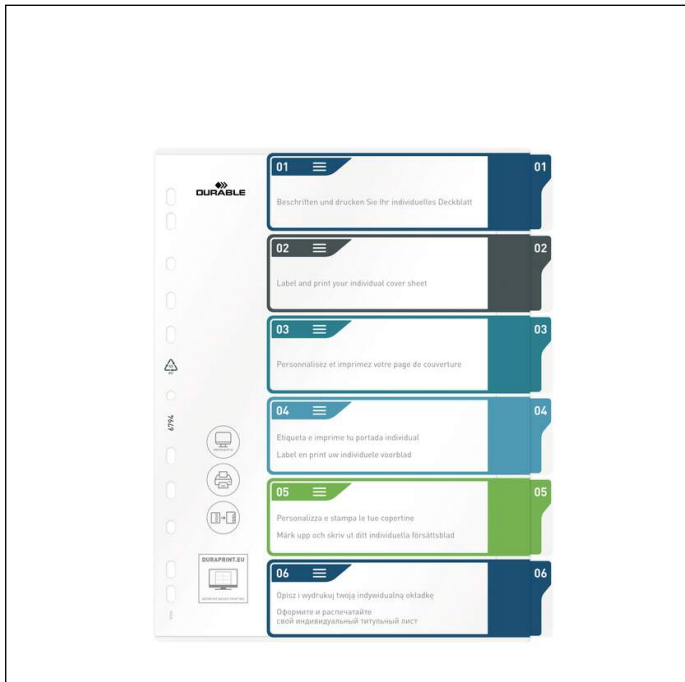 DURABLE
6794
DURAPRINT.EU
01
01
Beschriften und drucken Sie Ihr individuelles Deckblatt
02
02
Label and print your individual cover sheet
03
03
Personnalisez et imprimez votre page de couverture
04
04
Etiqueta e imprime tu portada individual
Label en print uw individuele voorblad
05
05
Personalizza e stampa le tue copertine
Märk upp och skriv ut ditt individuella försättsblad
06
06
Opisz i wydrukuj twoją indywidualną okładkę
Оформите и распечатайте
свой индивидуальный титульный лист